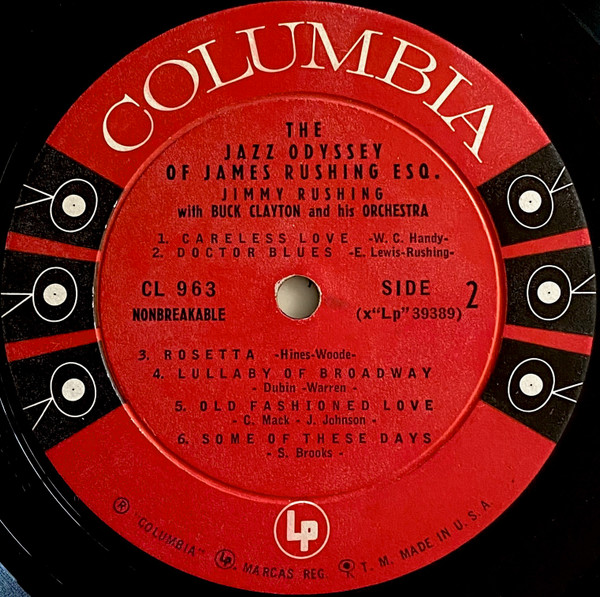 COLUMBIA
THE
JAZZ ODYSSEY
OF JAMES RUSHING ESQ.
JIMMY RUSHING
with BUCK CLAYTON and his ORCHESTRA
1. CARELESS LOVE -W. C. Handy-
2. DOCTOR BLUES -E. Lewis-Rushing-
CL 963 SIDE 2
NONBREAKABLE (x"Lp"39389)
3. ROSETTA -Hines-Woode-
4. LULLABY OF BROADWAY
- Dubin -Warren -
5. OLD FASHIONED LOVE
- C. Mack - J. Johnson -
6. SOME OF THESE DAYS
- S. Brooks -
Lp
® "COLUMBIA" Lp. MARCAS REG. T. M. MADE IN U. S. A.